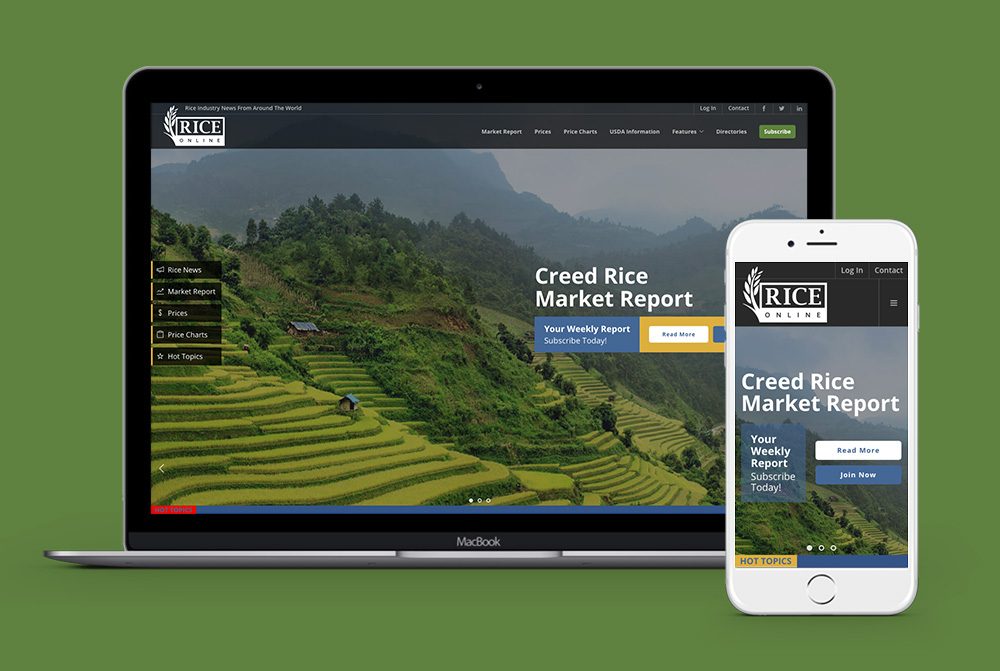 Rice Industry News From Around The World
Log In
Contact
RICE
ONLINE
Market Report
Prices
Price Charts
USDA Information
Features
Directories
Subscribe
Rice News
Market Report
$ Prices
Price Charts
Hot Topics
Creed Rice
Market Report
Your Weekly Report
Subscribe Today!
Read More
HOT TOPICS
MacBook
Log In
Contact
RICE
ONLINE
Creed Rice
Market Report
Your
Weekly
Report
Subscribe
Today!
Read More
Join Now
HOT TOPICS